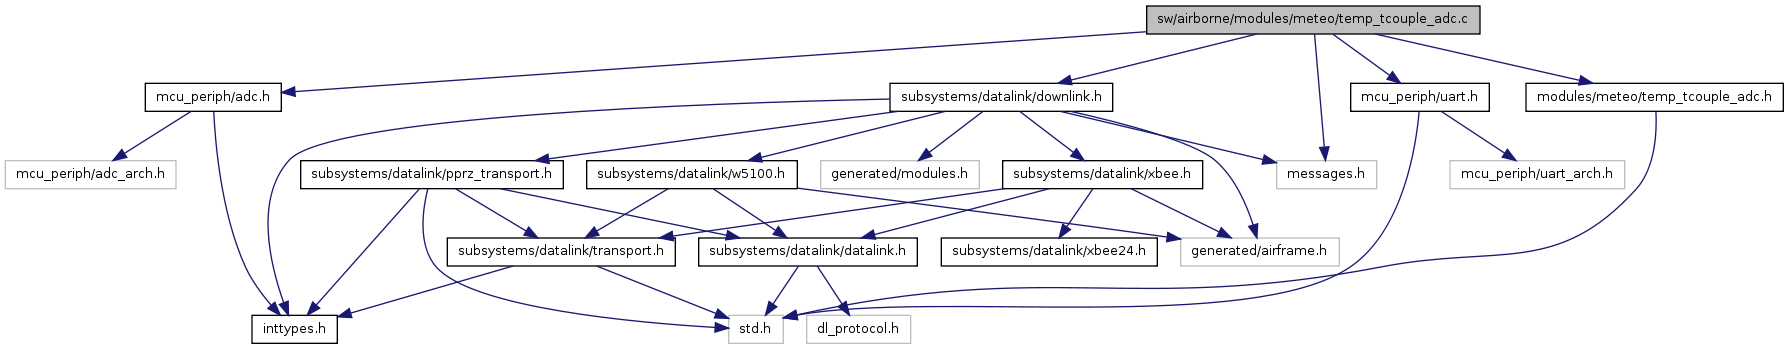 sw/airborne/modules/meteo/temp_tcouple_adc.c
mcu_periph/adc.h
subsystems/datalink/downlink.h
mcu_periph/uart.h
modules/meteo/temp_tcouple_adc.h
mcu_periph/adc_arch.h
subsystems/datalink/pprz_transport.h
subsystems/datalink/w5100.h
generated/modules.h
subsystems/datalink/xbee.h
messages.h
mcu_periph/uart_arch.h
subsystems/datalink/transport.h
subsystems/datalink/datalink.h
subsystems/datalink/xbee24.h
generated/airframe.h
inttypes.h
std.h
dl_protocol.h